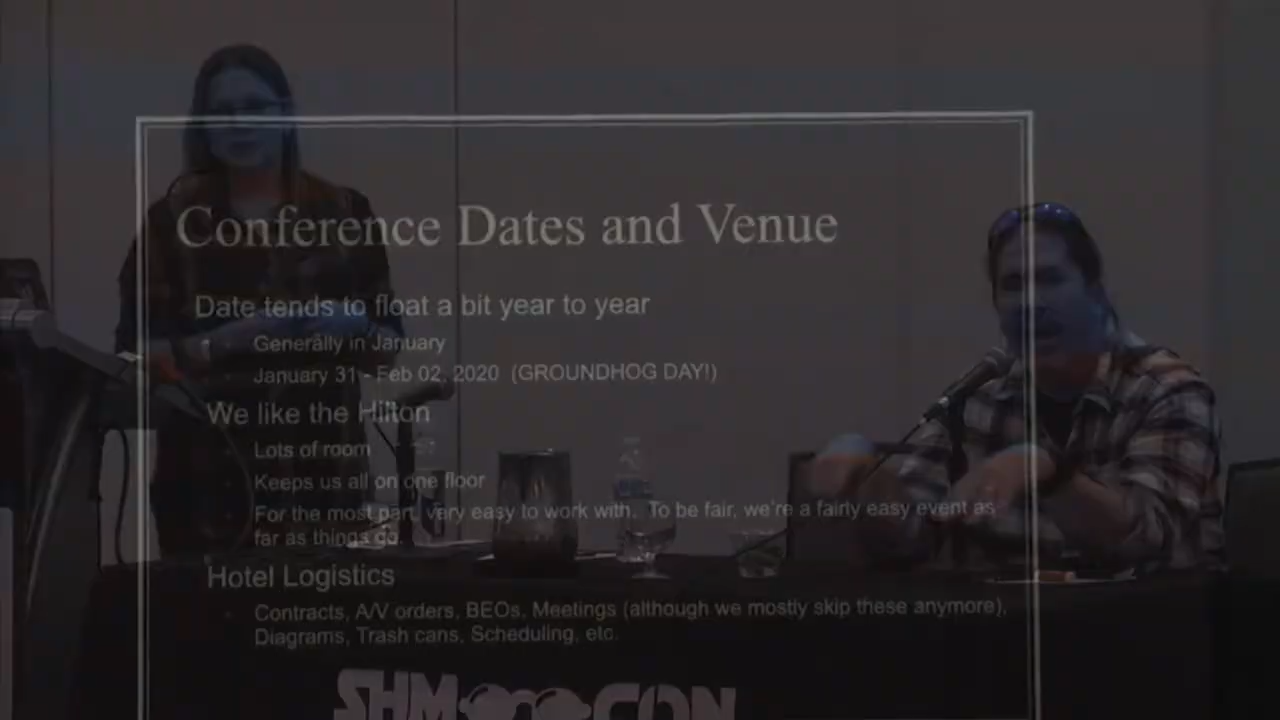 Conference Dates and Venue
Date tends to float a bit year to year
Generally in January
January 31 - Feb 02, 2020 (GROUNDHOG DAY!)
We like the Hilton
Lots of room
Keeps us all on one floor
For the most part, very easy to work with. To be fair, we're a fairly easy event as
far as things go.
Hotel Logistics
Contracts, A/V orders, BEOs, Meetings (although we mostly skip these anymore),
Diagrams, Trash cans, Scheduling, etc.
SHMOOCON